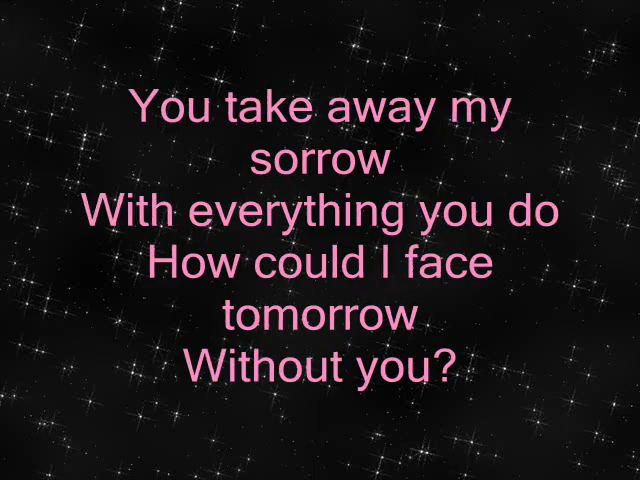 You take away my
sorrow
With everything you do
How could I face
tomorrow
Without you?